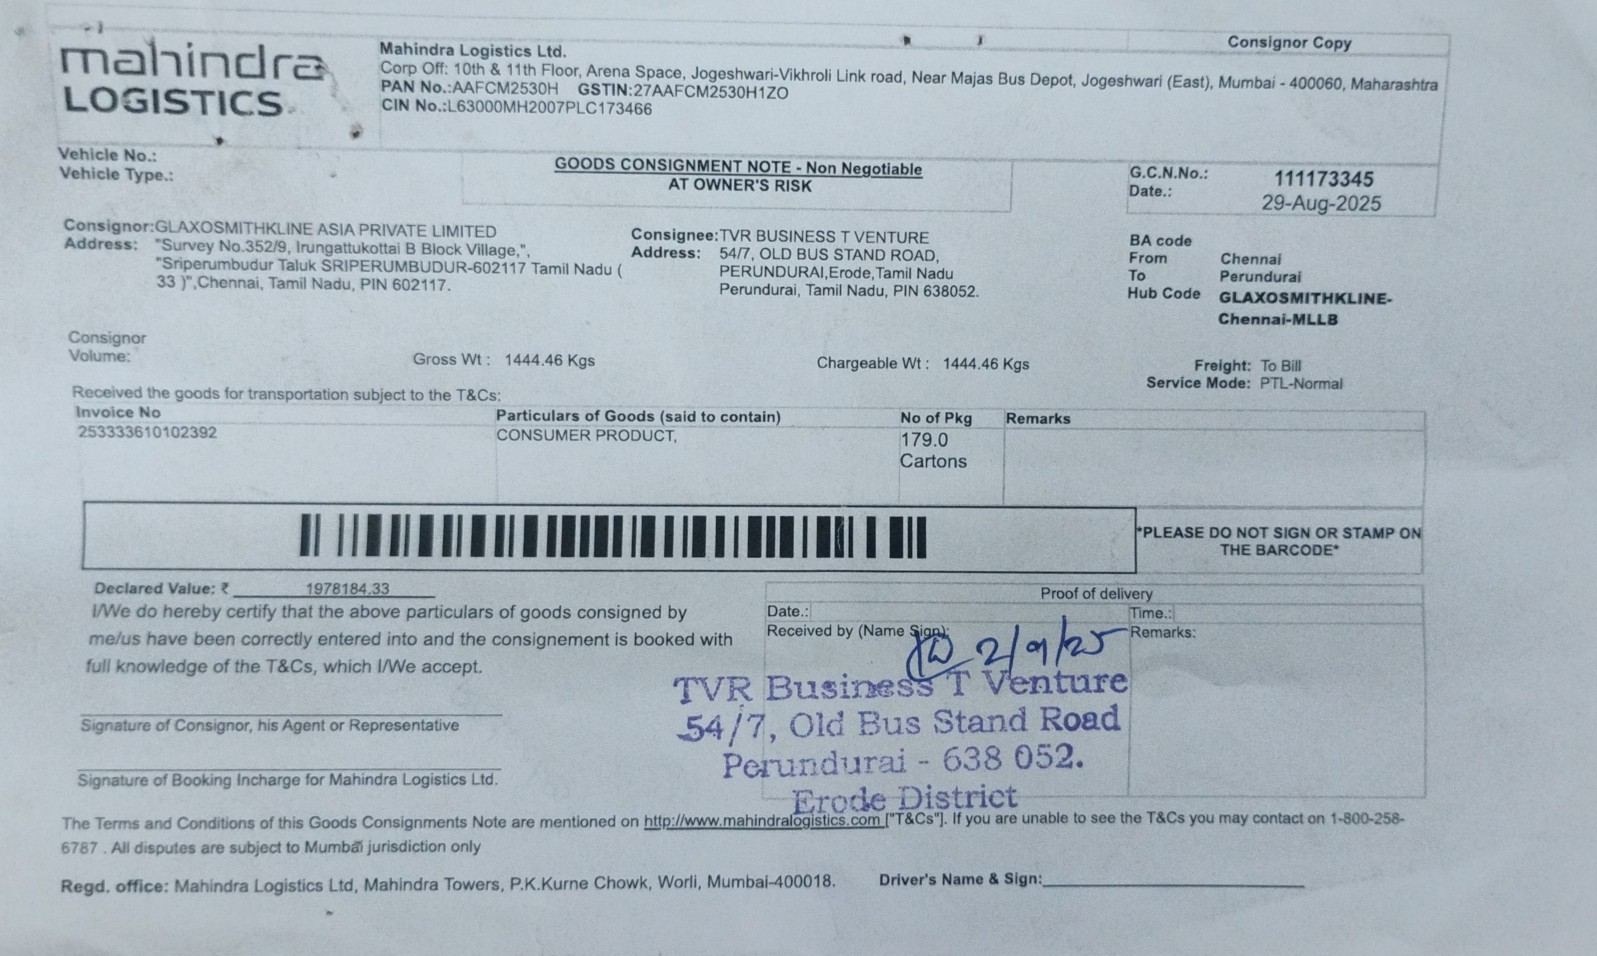 mahindra
LOGISTICS
Mahindra Logistics Ltd.
Consignor Copy
Corp Off: 10th & 11th Floor, Arena Space, Jogeshwari-Vikhroli Link road, Near Majas Bus Depot, Jogeshwari (East), Mumbai - 400060, Maharashtra
PAN No.:AAFCM2530H GSTIN:27AAFCM2530H1ZO
CIN No.:L63000MH2007PLC173466
Vehicle No.:
Vehicle Type.:
GOODS CONSIGNMENT NOTE - Non Negotiable
AT OWNER'S RISK
G.C.N.No.: 111173345
Date.: 29-Aug-2025
Consignor:GLAXOSMITHKLINE ASIA PRIVATE LIMITED
Address: "Survey No.352/9, Irungattukottai B Block Village,",
"Sriperumbudur Taluk SRIPERUMBUDUR-602117 Tamil Nadu (
33 )",Chennai, Tamil Nadu, PIN 602117.
Consignee:TVR BUSINESS T VENTURE
Address: 54/7, OLD BUS STAND ROAD,
PERUNDURAI,Erode,Tamil Nadu
Perundurai, Tamil Nadu, PIN 638052.
BA code
From Chennai
To Perundurai
Hub Code GLAXOSMITHKLINE-
Chennai-MLLB
Consignor
Volume:
Gross Wt : 1444.46 Kgs
Chargeable Wt : 1444.46 Kgs
Freight: To Bill
Service Mode: PTL-Normal
Received the goods for transportation subject to the T&Cs:
Invoice No Particulars of Goods (said to contain) No of Pkg Remarks
253333610102392 CONSUMER PRODUCT, 179.0
Cartons
*PLEASE DO NOT SIGN OR STAMP ON
THE BARCODE*
Declared Value: ₹ 1978184.33
I/We do hereby certify that the above particulars of goods consigned by
me/us have been correctly entered into and the consignement is booked with
full knowledge of the T&Cs, which I/We accept.
Proof of delivery
Date.: Time.:
Received by (Name Sign): Remarks:
2/9/25
TVR Business T Venture
54/7, Old Bus Stand Road
Perundurai - 638 052.
Erode District
Signature of Consignor, his Agent or Representative
Signature of Booking Incharge for Mahindra Logistics Ltd.
The Terms and Conditions of this Goods Consignments Note are mentioned on http://www.mahindralogistics.com ["T&Cs"]. If you are unable to see the T&Cs you may contact on 1-800-258-
6787 . All disputes are subject to Mumbai jurisdiction only
Regd. office: Mahindra Logistics Ltd, Mahindra Towers, P.K.Kurne Chowk, Worli, Mumbai-400018.
Driver's Name & Sign: